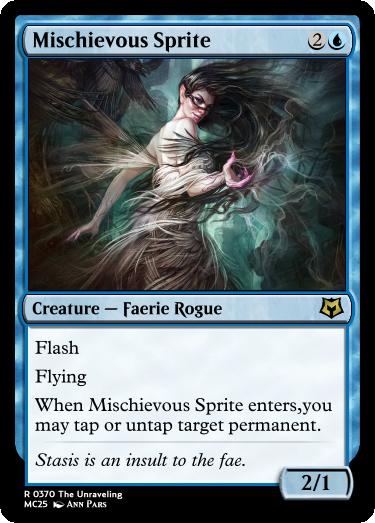 Mischievous Sprite 2
Creature — Faerie Rogue
Flash
Flying
When Mischievous Sprite enters,you
may tap or untap target permanent.
Stasis is an insult to the fae.
2/1
R 0370 The Unraveling
MC25 Ann Pars